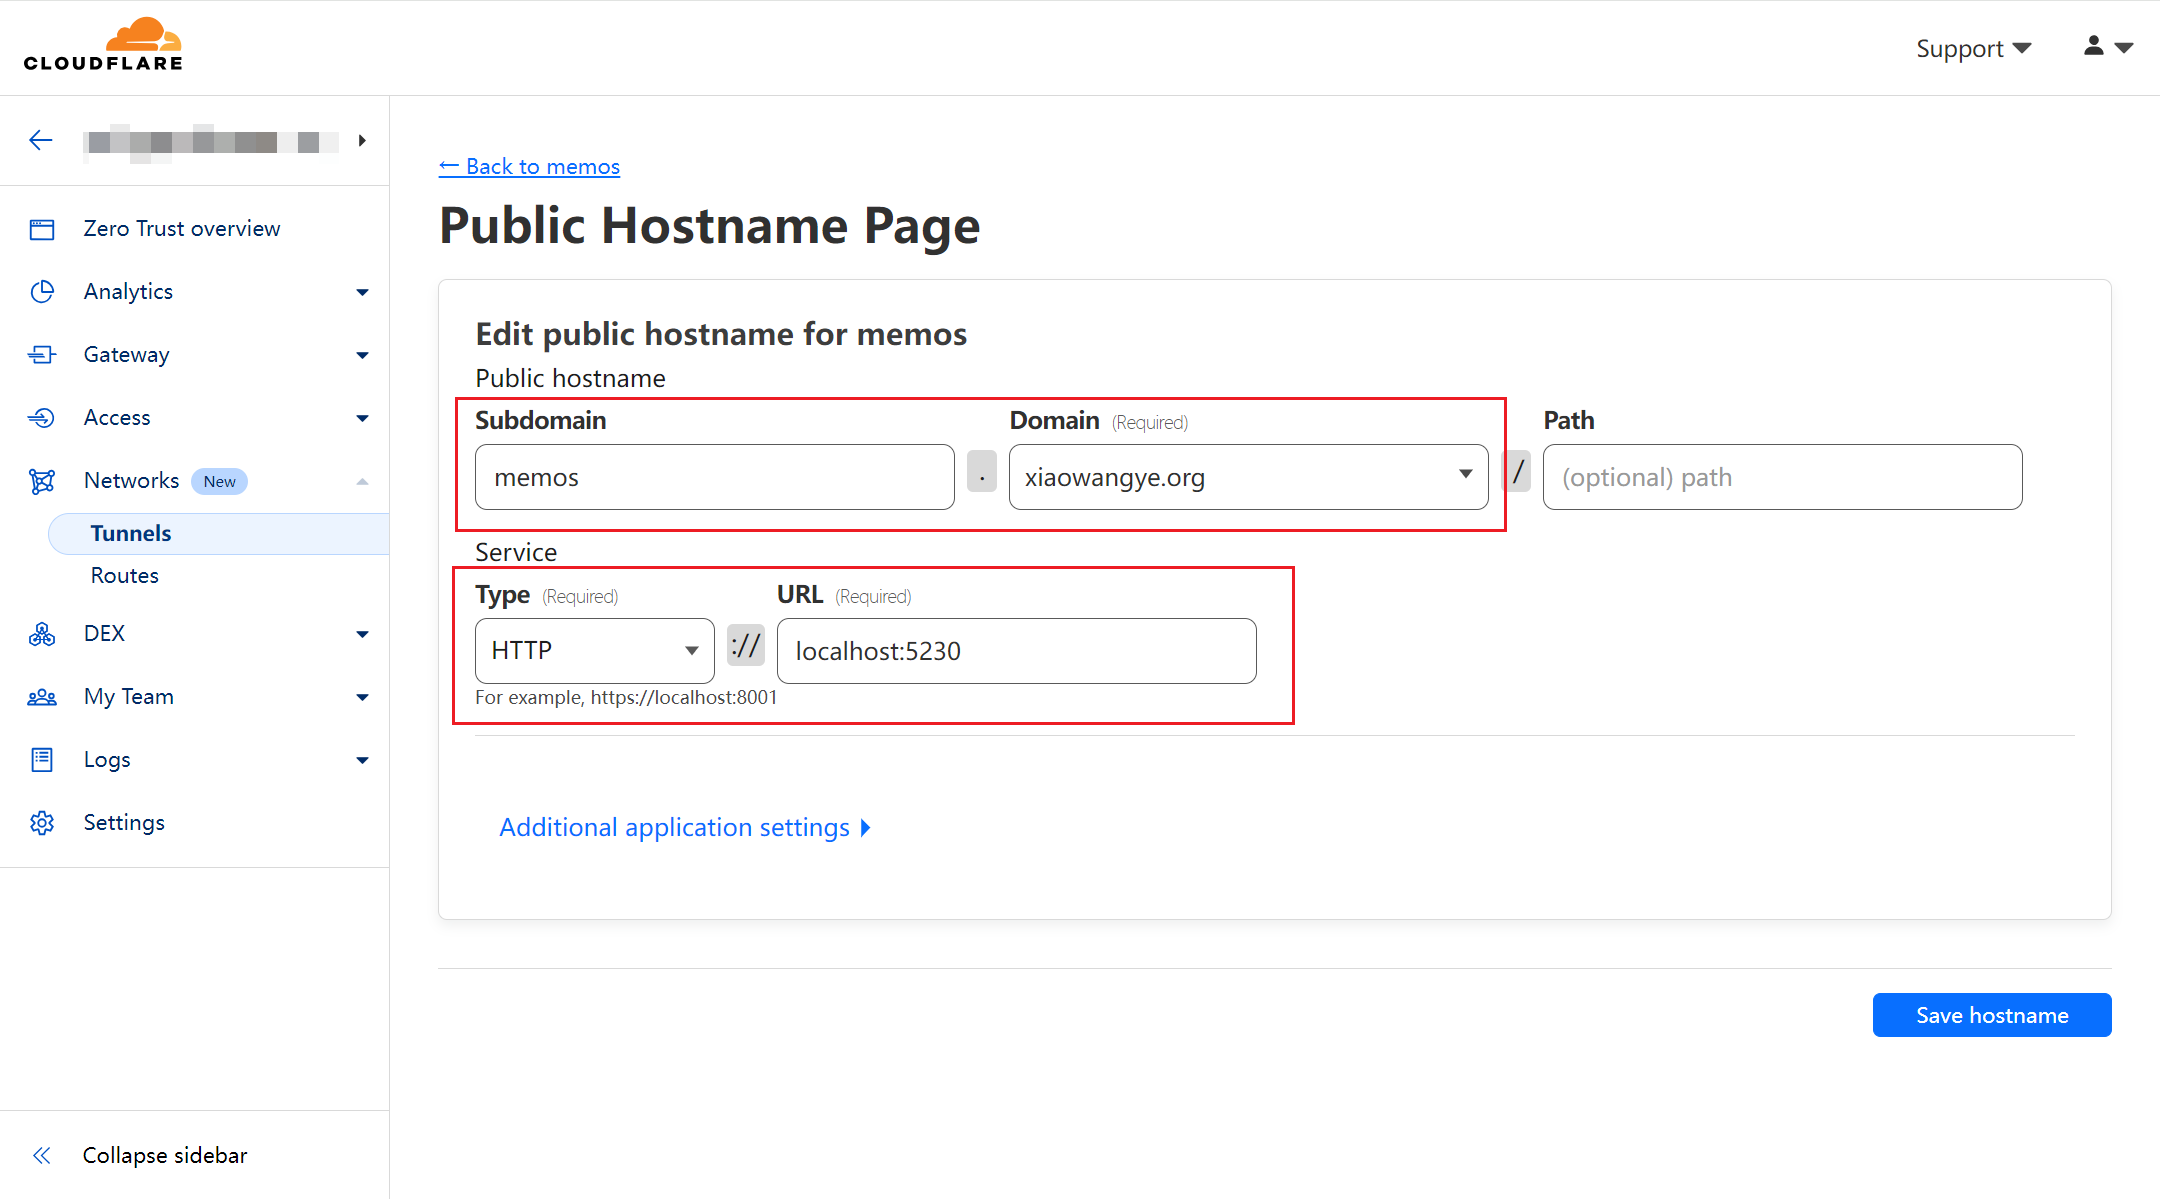 CLOUDFLARE
Support
Zero Trust overview
Analytics
Gateway
Access
Networks New
Tunnels
Routes
DEX
My Team
Logs
Settings
Collapse sidebar
← Back to memos
Public Hostname Page
Edit public hostname for memos
Public hostname
Subdomain Domain (Required) Path
memos . xiaowangye.org / (optional) path
Service
Type (Required) URL (Required)
HTTP :// localhost:5230
For example, https://localhost:8001
Additional application settings
Save hostname